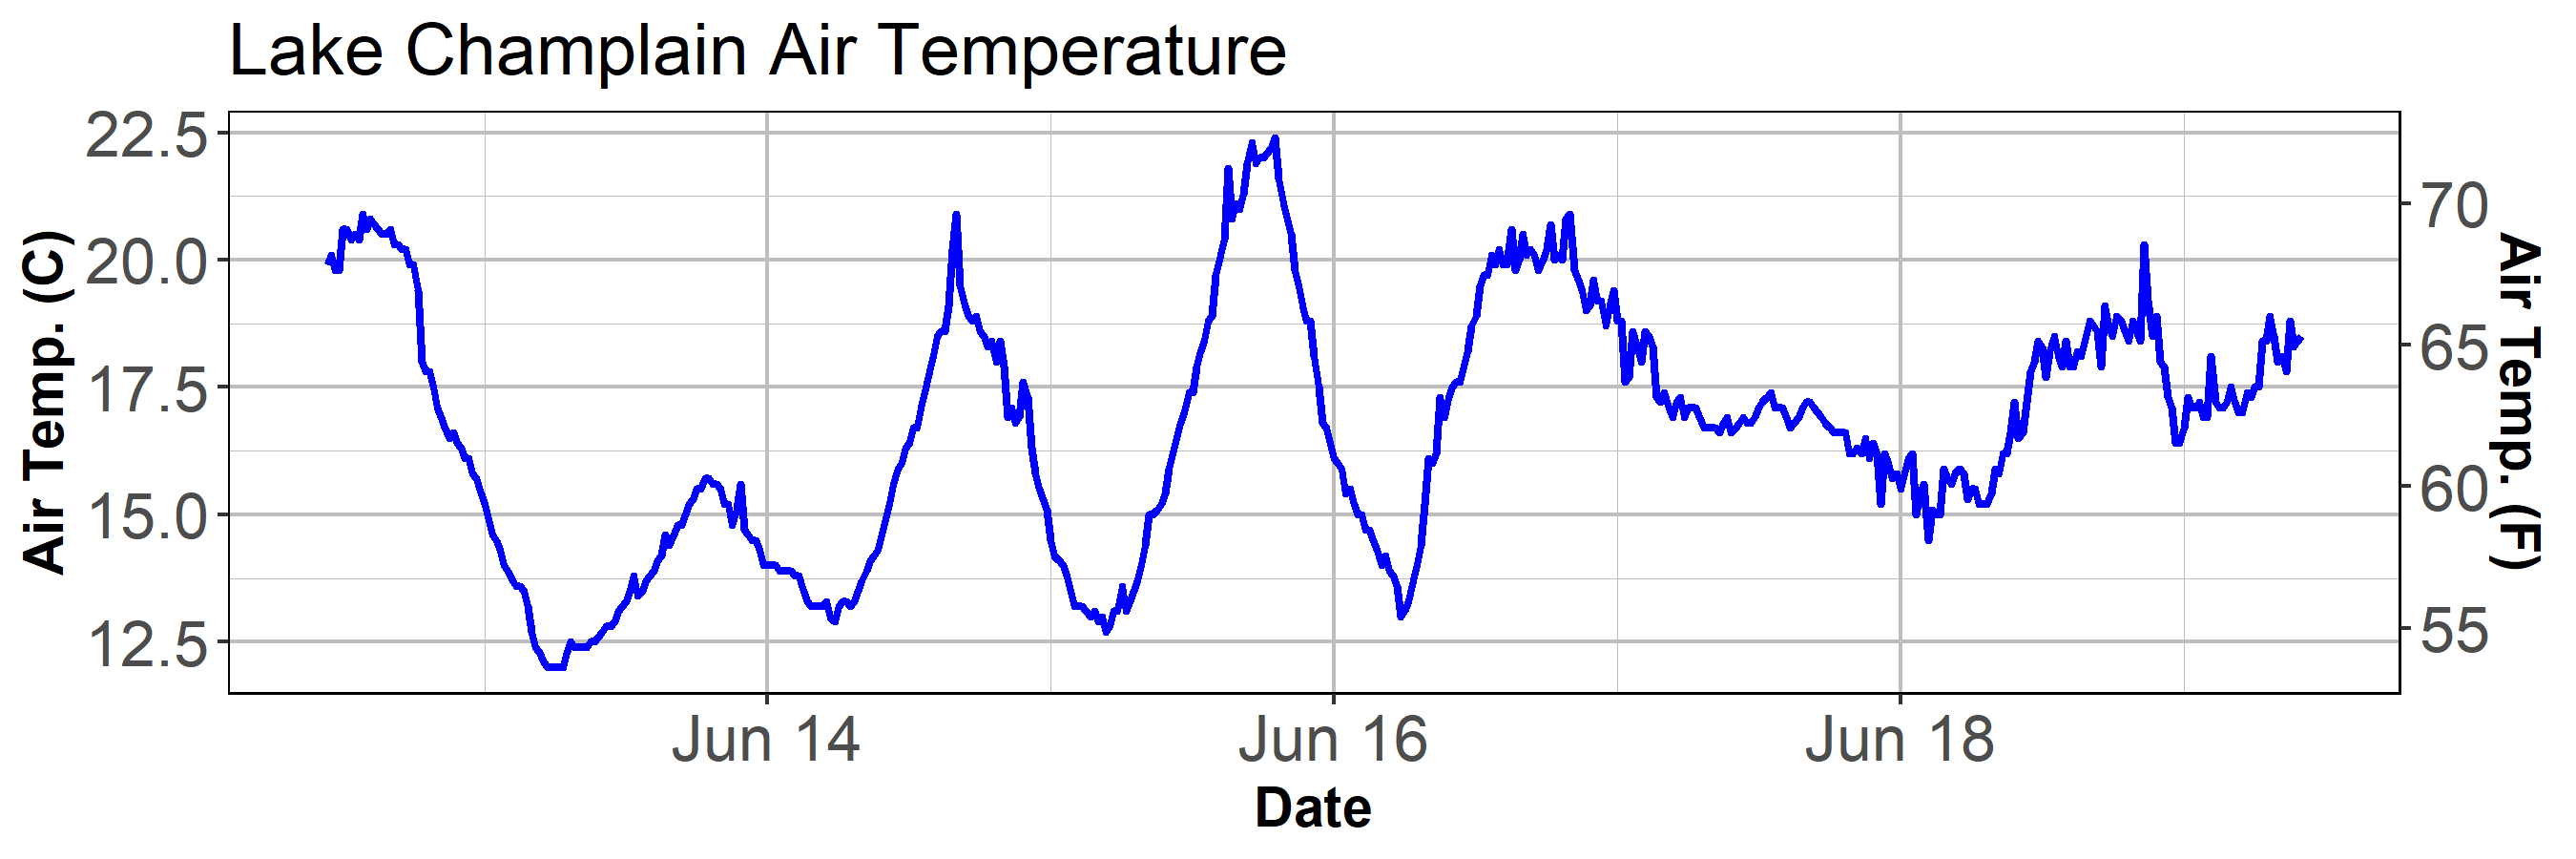 Lake Champlain Air Temperature
Air Temp. (C)
22.5
20.0
17.5
15.0
12.5
70
65
60
55
Air Temp. (F)
Jun 14 Jun 16 Jun 18
Date